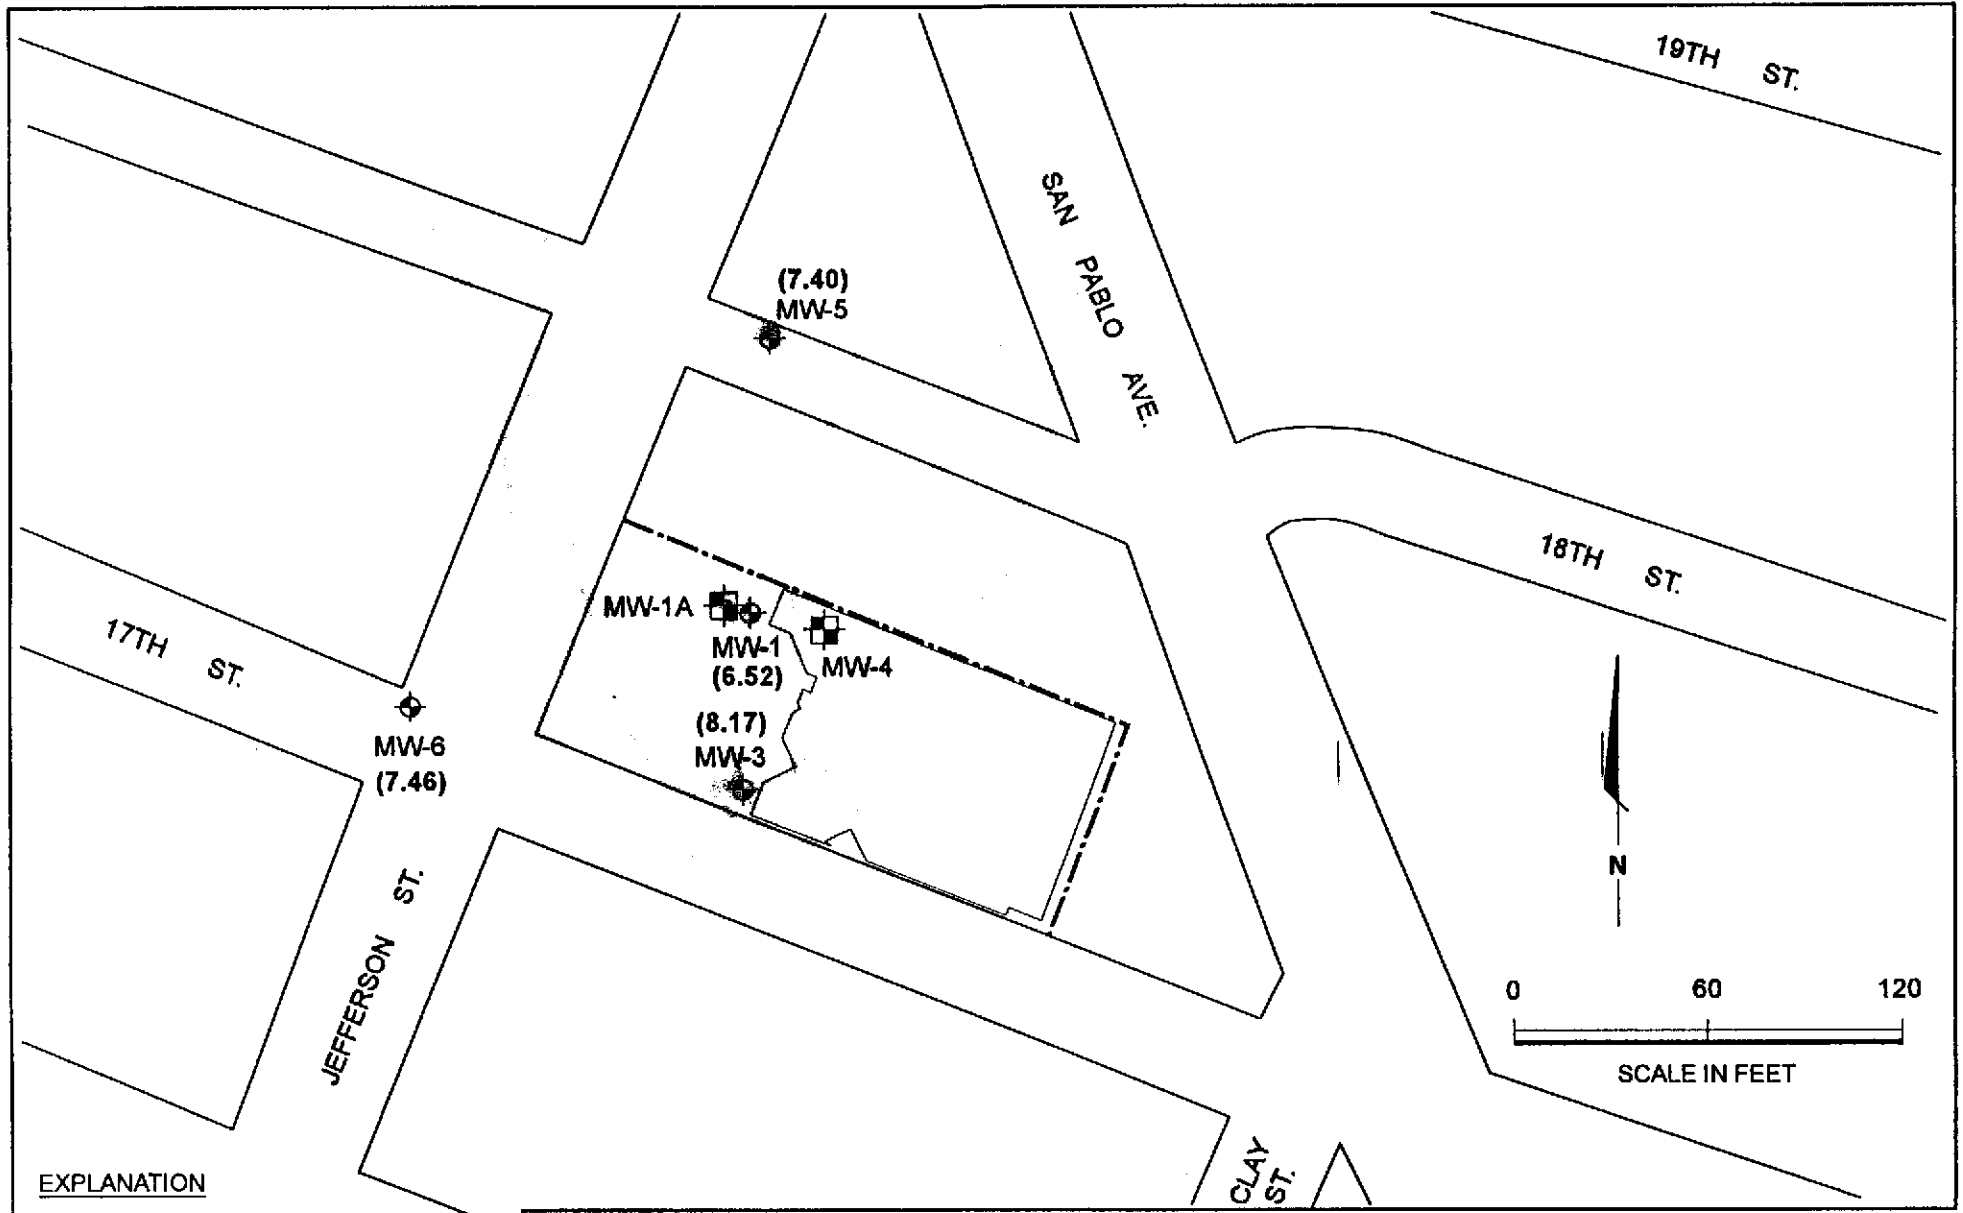 19TH ST.
SAN PABLO AVE.
(7.40)
MW-5
18TH ST.
MW-1A
MW-1
(6.52)
MW-4
17TH ST.
(8.17)
MW-3
MW-6
(7.46)
JEFFERSON ST.
N
0 60 120
SCALE IN FEET
CLAY ST.
EXPLANATION